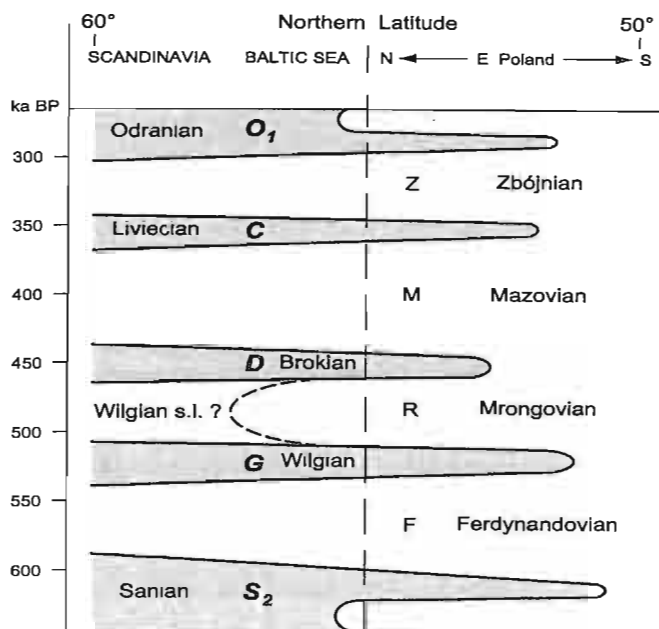 60° Northern Latitude 50°
SCANDINAVIA BALTIC SEA N E Poland S
ka BP
Odranian O1
300
Z Zbójnian
350
Liviecian C
400 M Mazovian
450 D Brokian
Wilgian s.l. ? R Mrongovian
500
G Wilgian
550
F Ferdynandovian
600
Sanian S2